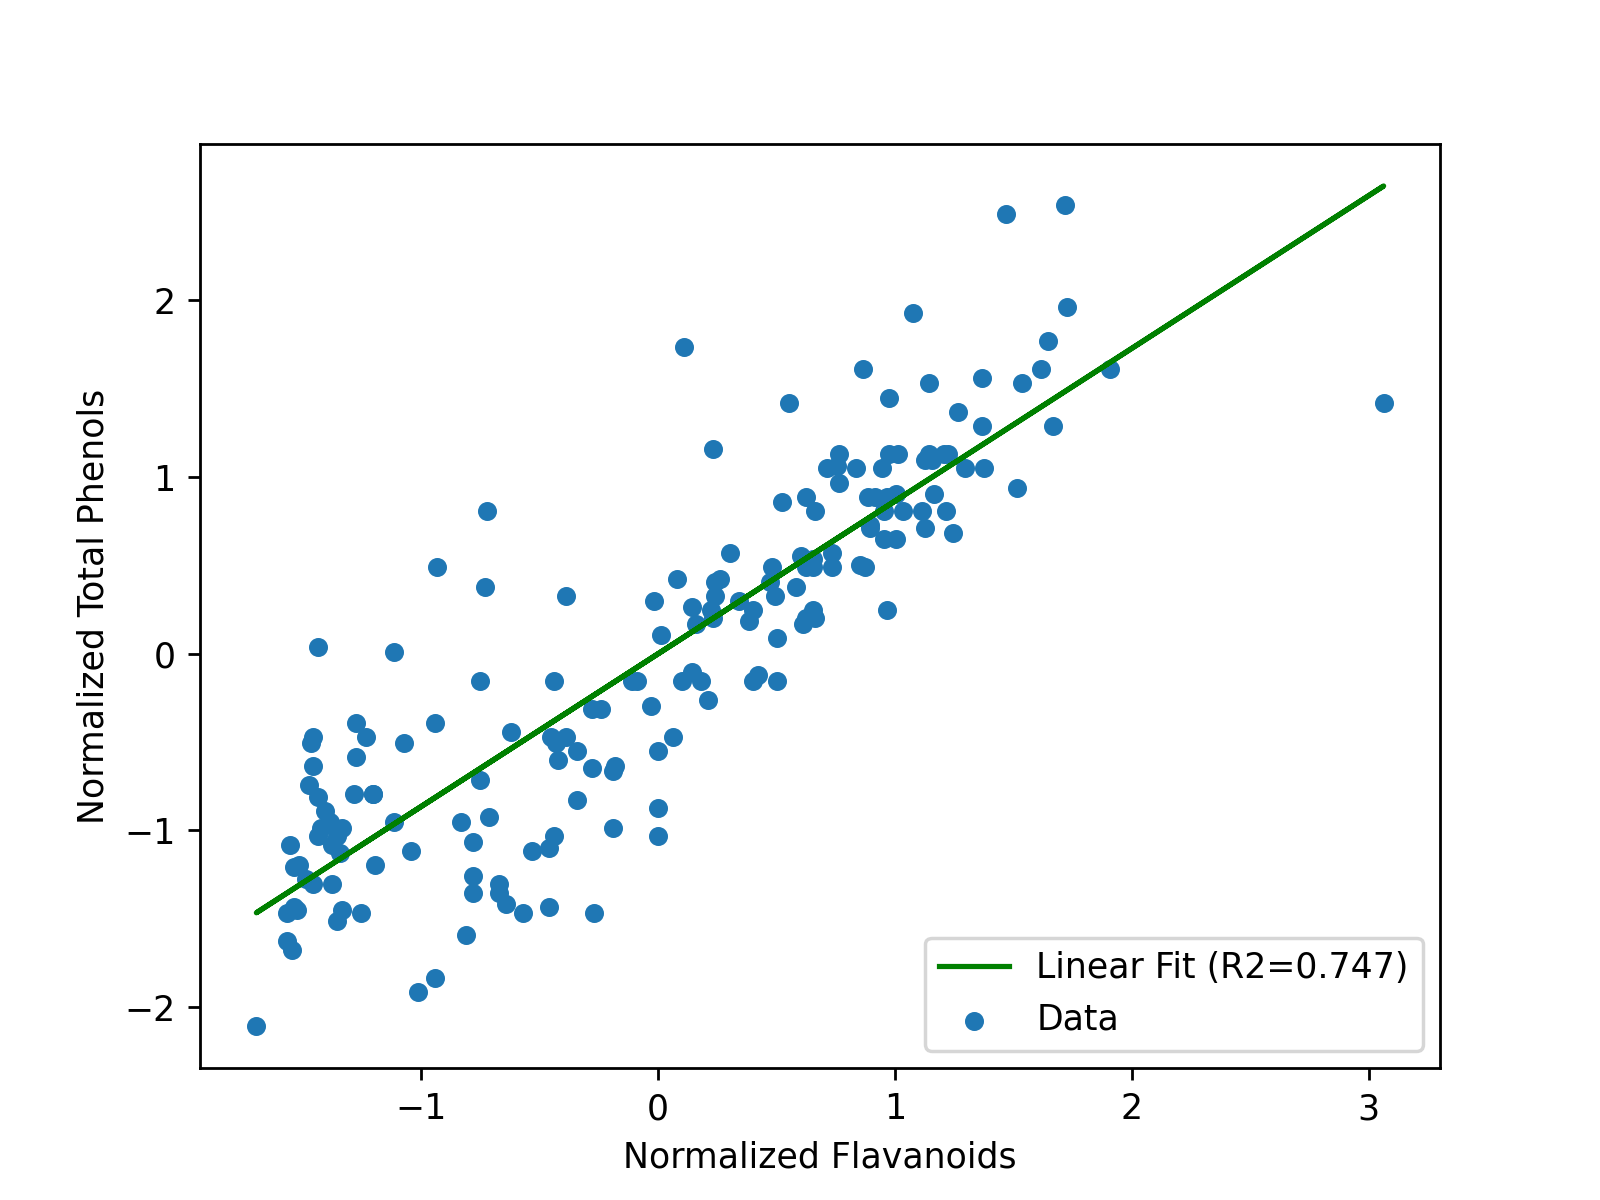 Normalized Total Phenols
2
1
0
−1
−2
Linear Fit (R2=0.747)
Data
−1
0
1
2
3
Normalized Flavanoids